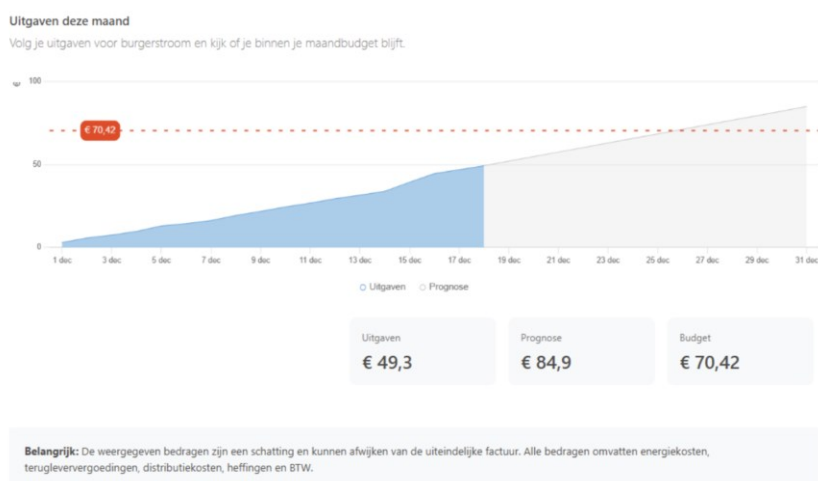 Uitgaven deze maand
Volg je uitgaven voor burgerstroom en kijk of je binnen je maandbudget blijft.
€
100
€ 70,42
50
0
1 dec 3 dec 5 dec 7 dec 9 dec 11 dec 13 dec 15 dec 17 dec 19 dec 21 dec 23 dec 25 dec 27 dec 29 dec 31 dec
Uitgaven Prognose
Uitgaven Prognose Budget
€ 49,3 € 84,9 € 70,42
Belangrijk: De weergegeven bedragen zijn een schatting en kunnen afwijken van de uiteindelijke factuur. Alle bedragen omvatten energiekosten,
terugleververgoedingen, distributiekosten, heffingen en BTW.